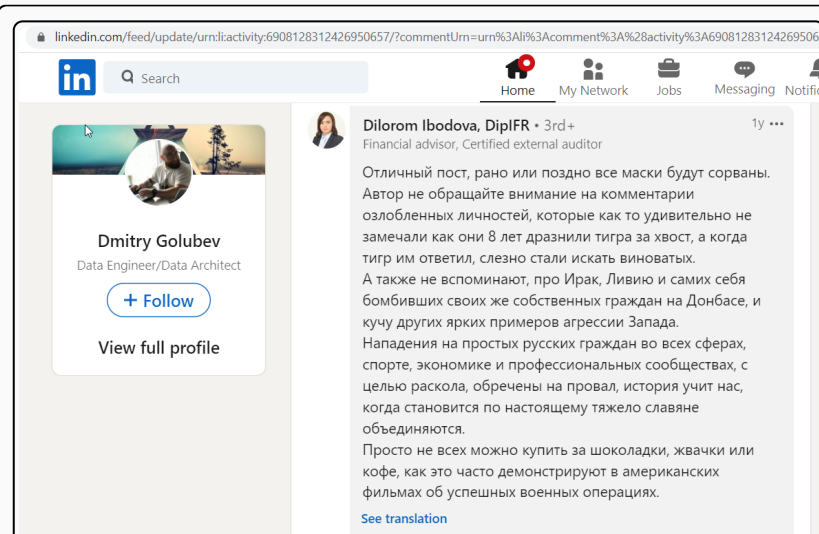 linkedin.com/feed/update/urn:li:activity:6908128312426950657/?commentUrn=urn%3Ali%3Acomment%3A%28activity%3A69081283124269506
in
Search
Home
My Network
Jobs
Messaging
Notific
Dmitry Golubev
Data Engineer/Data Architect
+ Follow
View full profile
Dilorom Ibodova, DipIFR • 3rd+
1y •••
Financial advisor, Certified external auditor
Отличный пост, рано или поздно все маски будут сорваны.
Автор не обращайте внимание на комментарии
озлобленных личностей, которые как то удивительно не
замечали как они 8 лет дразнили тигра за хвост, а когда
тигр им ответил, слезно стали искать виноватых.
А также не вспоминают, про Ирак, Ливию и самих себя
бомбивших своих же собственных граждан на Донбасе, и
кучу других ярких примеров агрессии Запада.
Нападения на простых русских граждан во всех сферах,
спорте, экономике и профессиональных сообществах, с
целью раскола, обречены на провал, история учит нас,
когда становится по настоящему тяжело славяне
объединяются.
Просто не всех можно купить за шоколадки, жвачки или
кофе, как это часто демонстрируют в американских
фильмах об успешных военных операциях.
See translation